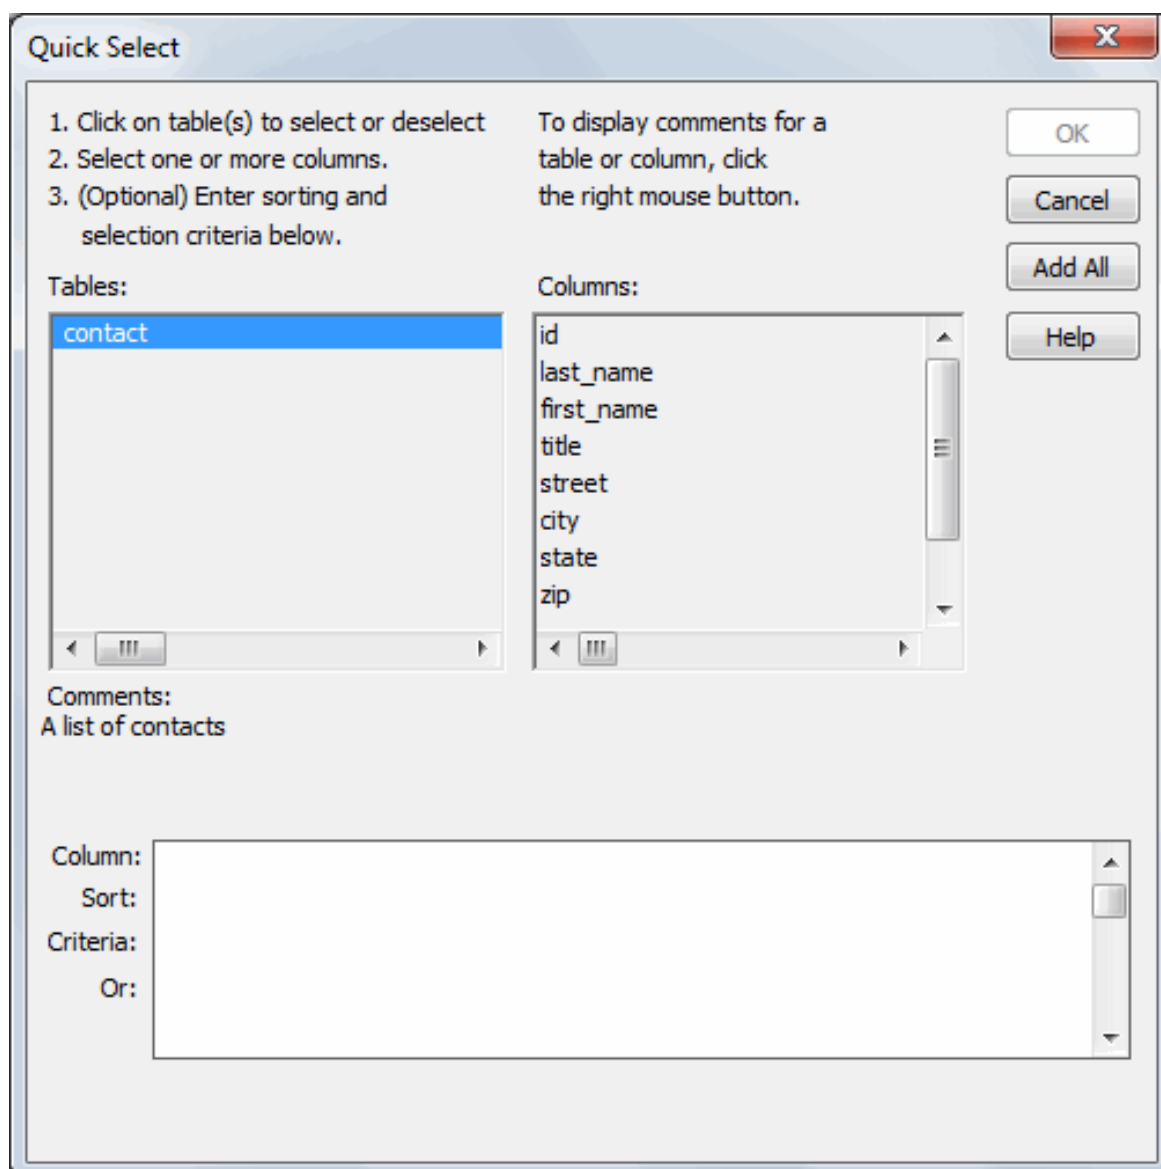 Quick Select
1. Click on table(s) to select or deselect
2. Select one or more columns.
3. (Optional) Enter sorting and
selection criteria below.
To display comments for a
table or column, click
the right mouse button.
OK
Cancel
Add All
Help
Tables:
contact
Columns:
id
last_name
first_name
title
street
city
state
zip
Comments:
A list of contacts
Column:
Sort:
Criteria:
Or: